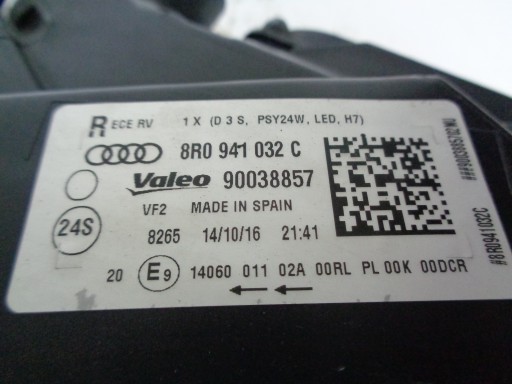 R ECE RV 1 X (D 3 S, PSY24W, LED, H7)
8R0 941 032 C
Valeo 90038857
24S
VF2 MADE IN SPAIN
8265 14/10/16 21:41
20 E9 14060 011 02A 00RL PL 00K 00DCR
#8R0941032C